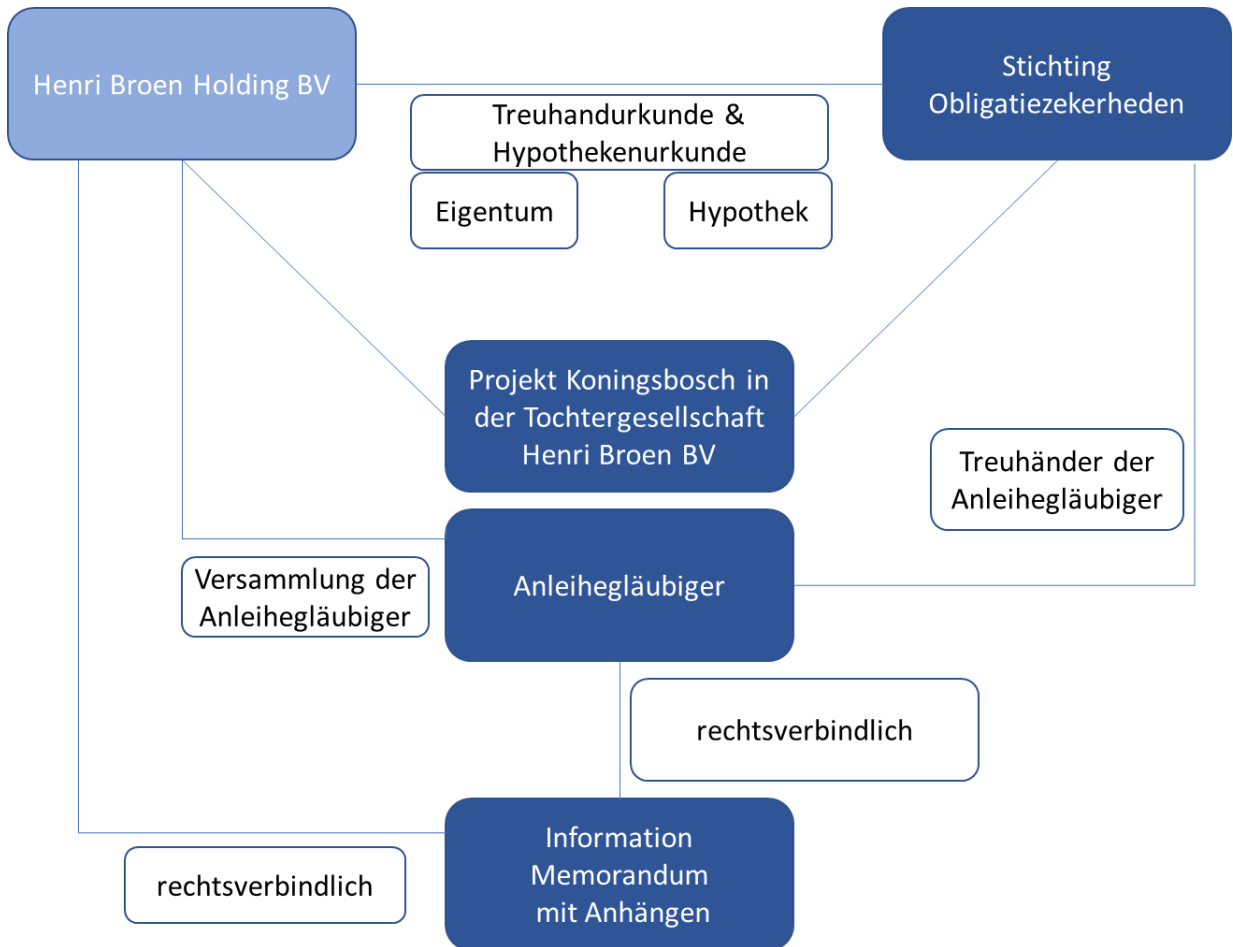 Henri Broen Holding BV
Stichting
Obligatiezekerheden
Treuhandurkunde &
Hypothekenurkunde
Eigentum
Hypothek
Projekt Koningsbosch in
der Tochtergesellschaft
Henri Broen BV
Treuhänder der
Anleihegläubiger
Versammlung der
Anleihegläubiger
Anleihegläubiger
rechtsverbindlich
Information
Memorandum
mit Anhängen
rechtsverbindlich